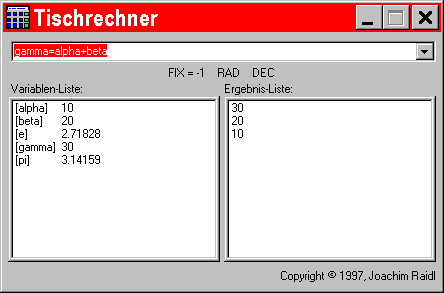 Tischrechner
gamma=alpha+beta
FIX = -1 RAD DEC
Variablen-Liste: Ergebnis-Liste:
[alpha] 10 30
[beta] 20 20
[e] 2.71828 10
[gamma] 30
[pi] 3.14159
Copyright © 1997, Joachim Raidl